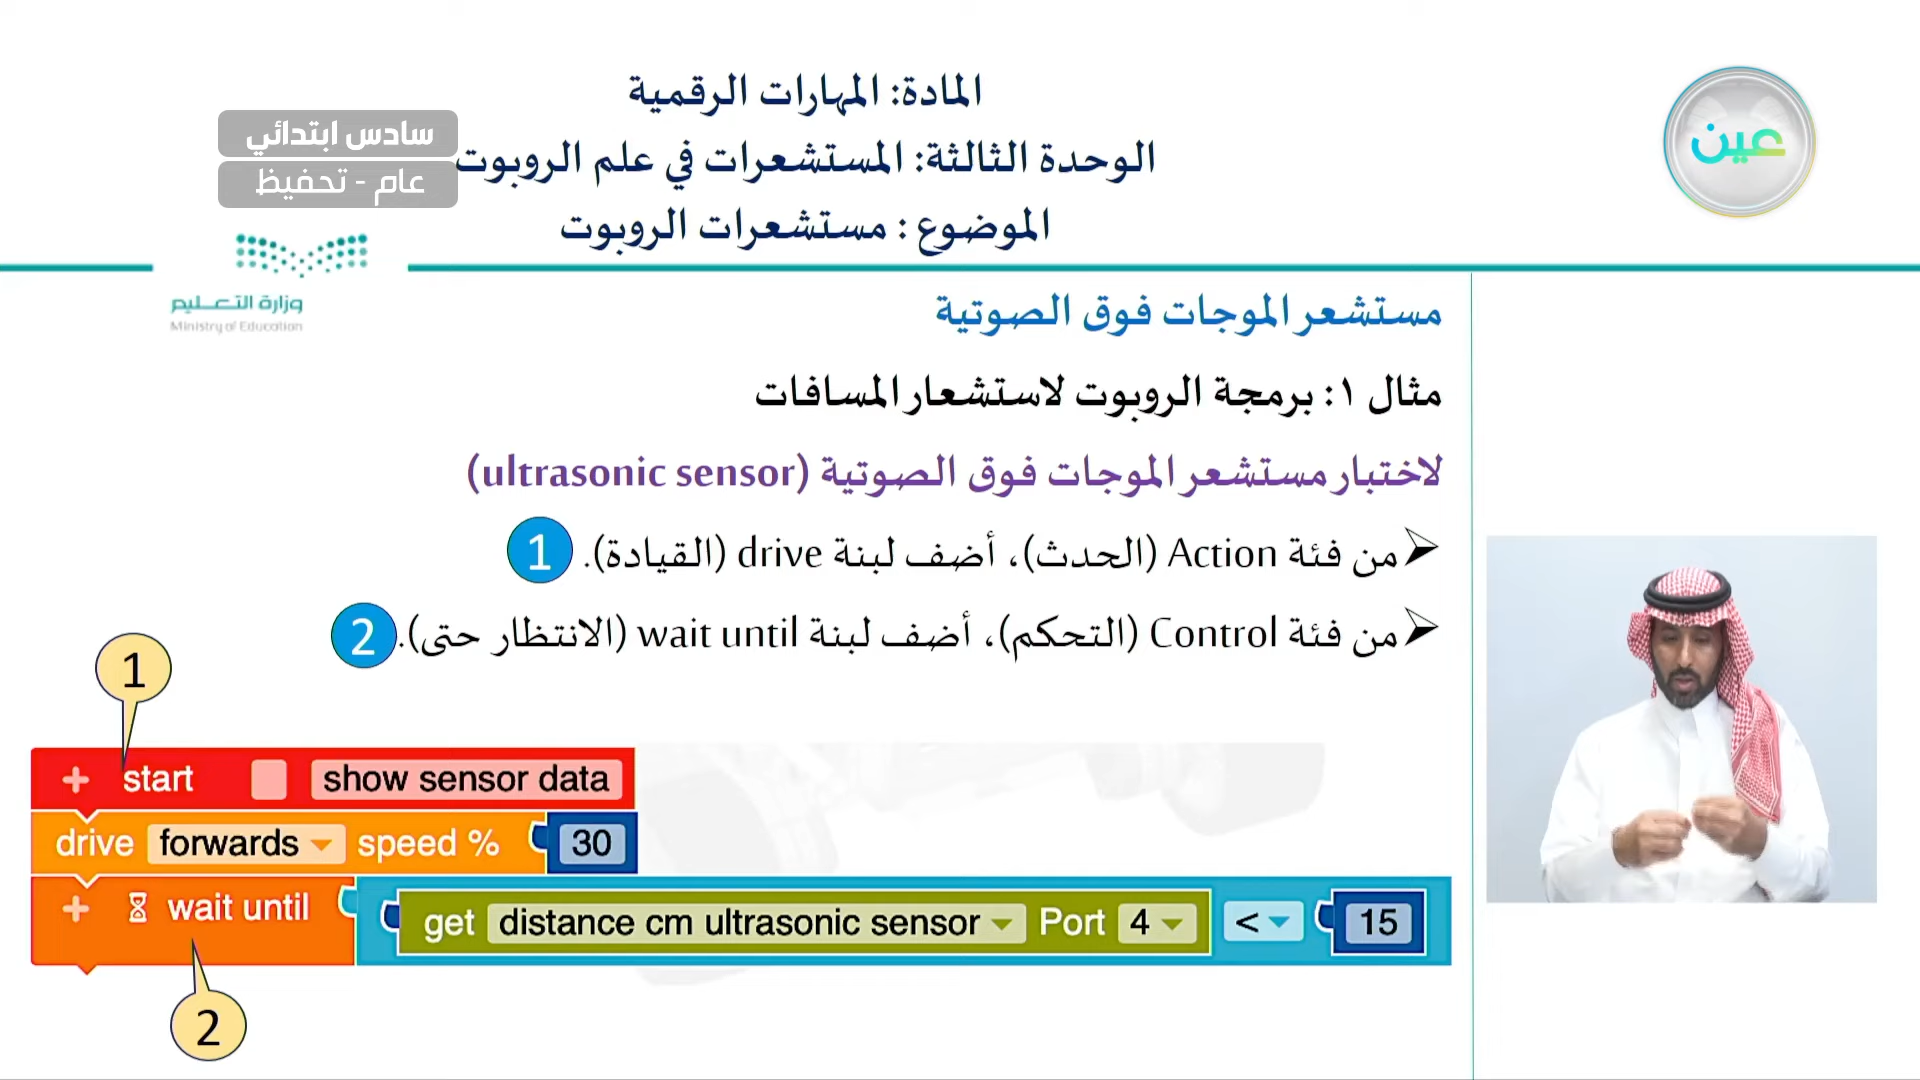 المادة: المهارات الرقمية
الوحدة الثالثة: المستشعرات في علم الروبوت
الموضوع : مستشعرات الروبوت
سادس ابتدائي
عام - تحفيظ
عين
وزارة التعليم
Ministry of Education
مستشعر الموجات فوق الصوتية
مثال ١: برمجة الروبوت لاستشعار المسافات
لاختبار مستشعر الموجات فوق الصوتية (ultrasonic sensor)
من فئة Action (الحدث)، أضف لبنة drive (القيادة). 1
من فئة Control (التحكم)، أضف لبنة wait until (الانتظار حتى). 2
1
+ start show sensor data
drive forwards speed % 30
+ wait until get distance cm ultrasonic sensor Port 4 < 15
2